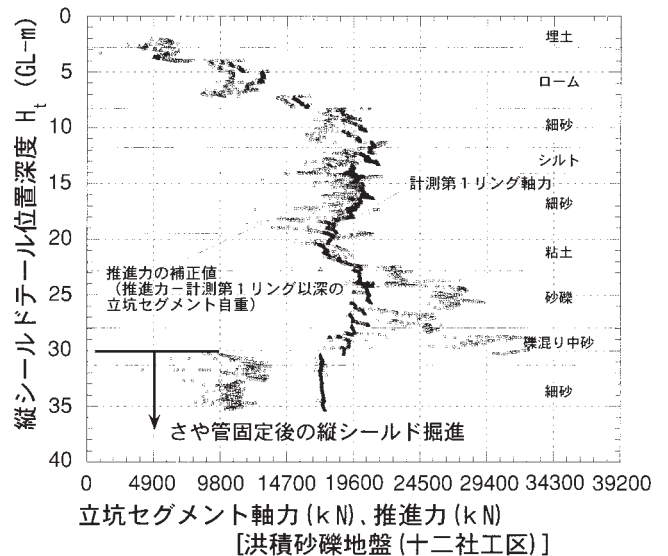 縦シールドテール位置深度 Ht (GL-m)
0
5
10
15
20
25
30
35
40
埋土
ローム
細砂
シルト
計測第1リング軸力
細砂
粘土
推進力の補正値
(推進力－計測第1リング以深の
立坑セグメント自重)
砂礫
礫混り中砂
細砂
さや管固定後の縦シールド掘進
0 4900 9800 14700 19600 24500 29400 34300 39200
立坑セグメント軸力(kN)、推進力(kN)
[洪積砂礫地盤(十二社工区)]